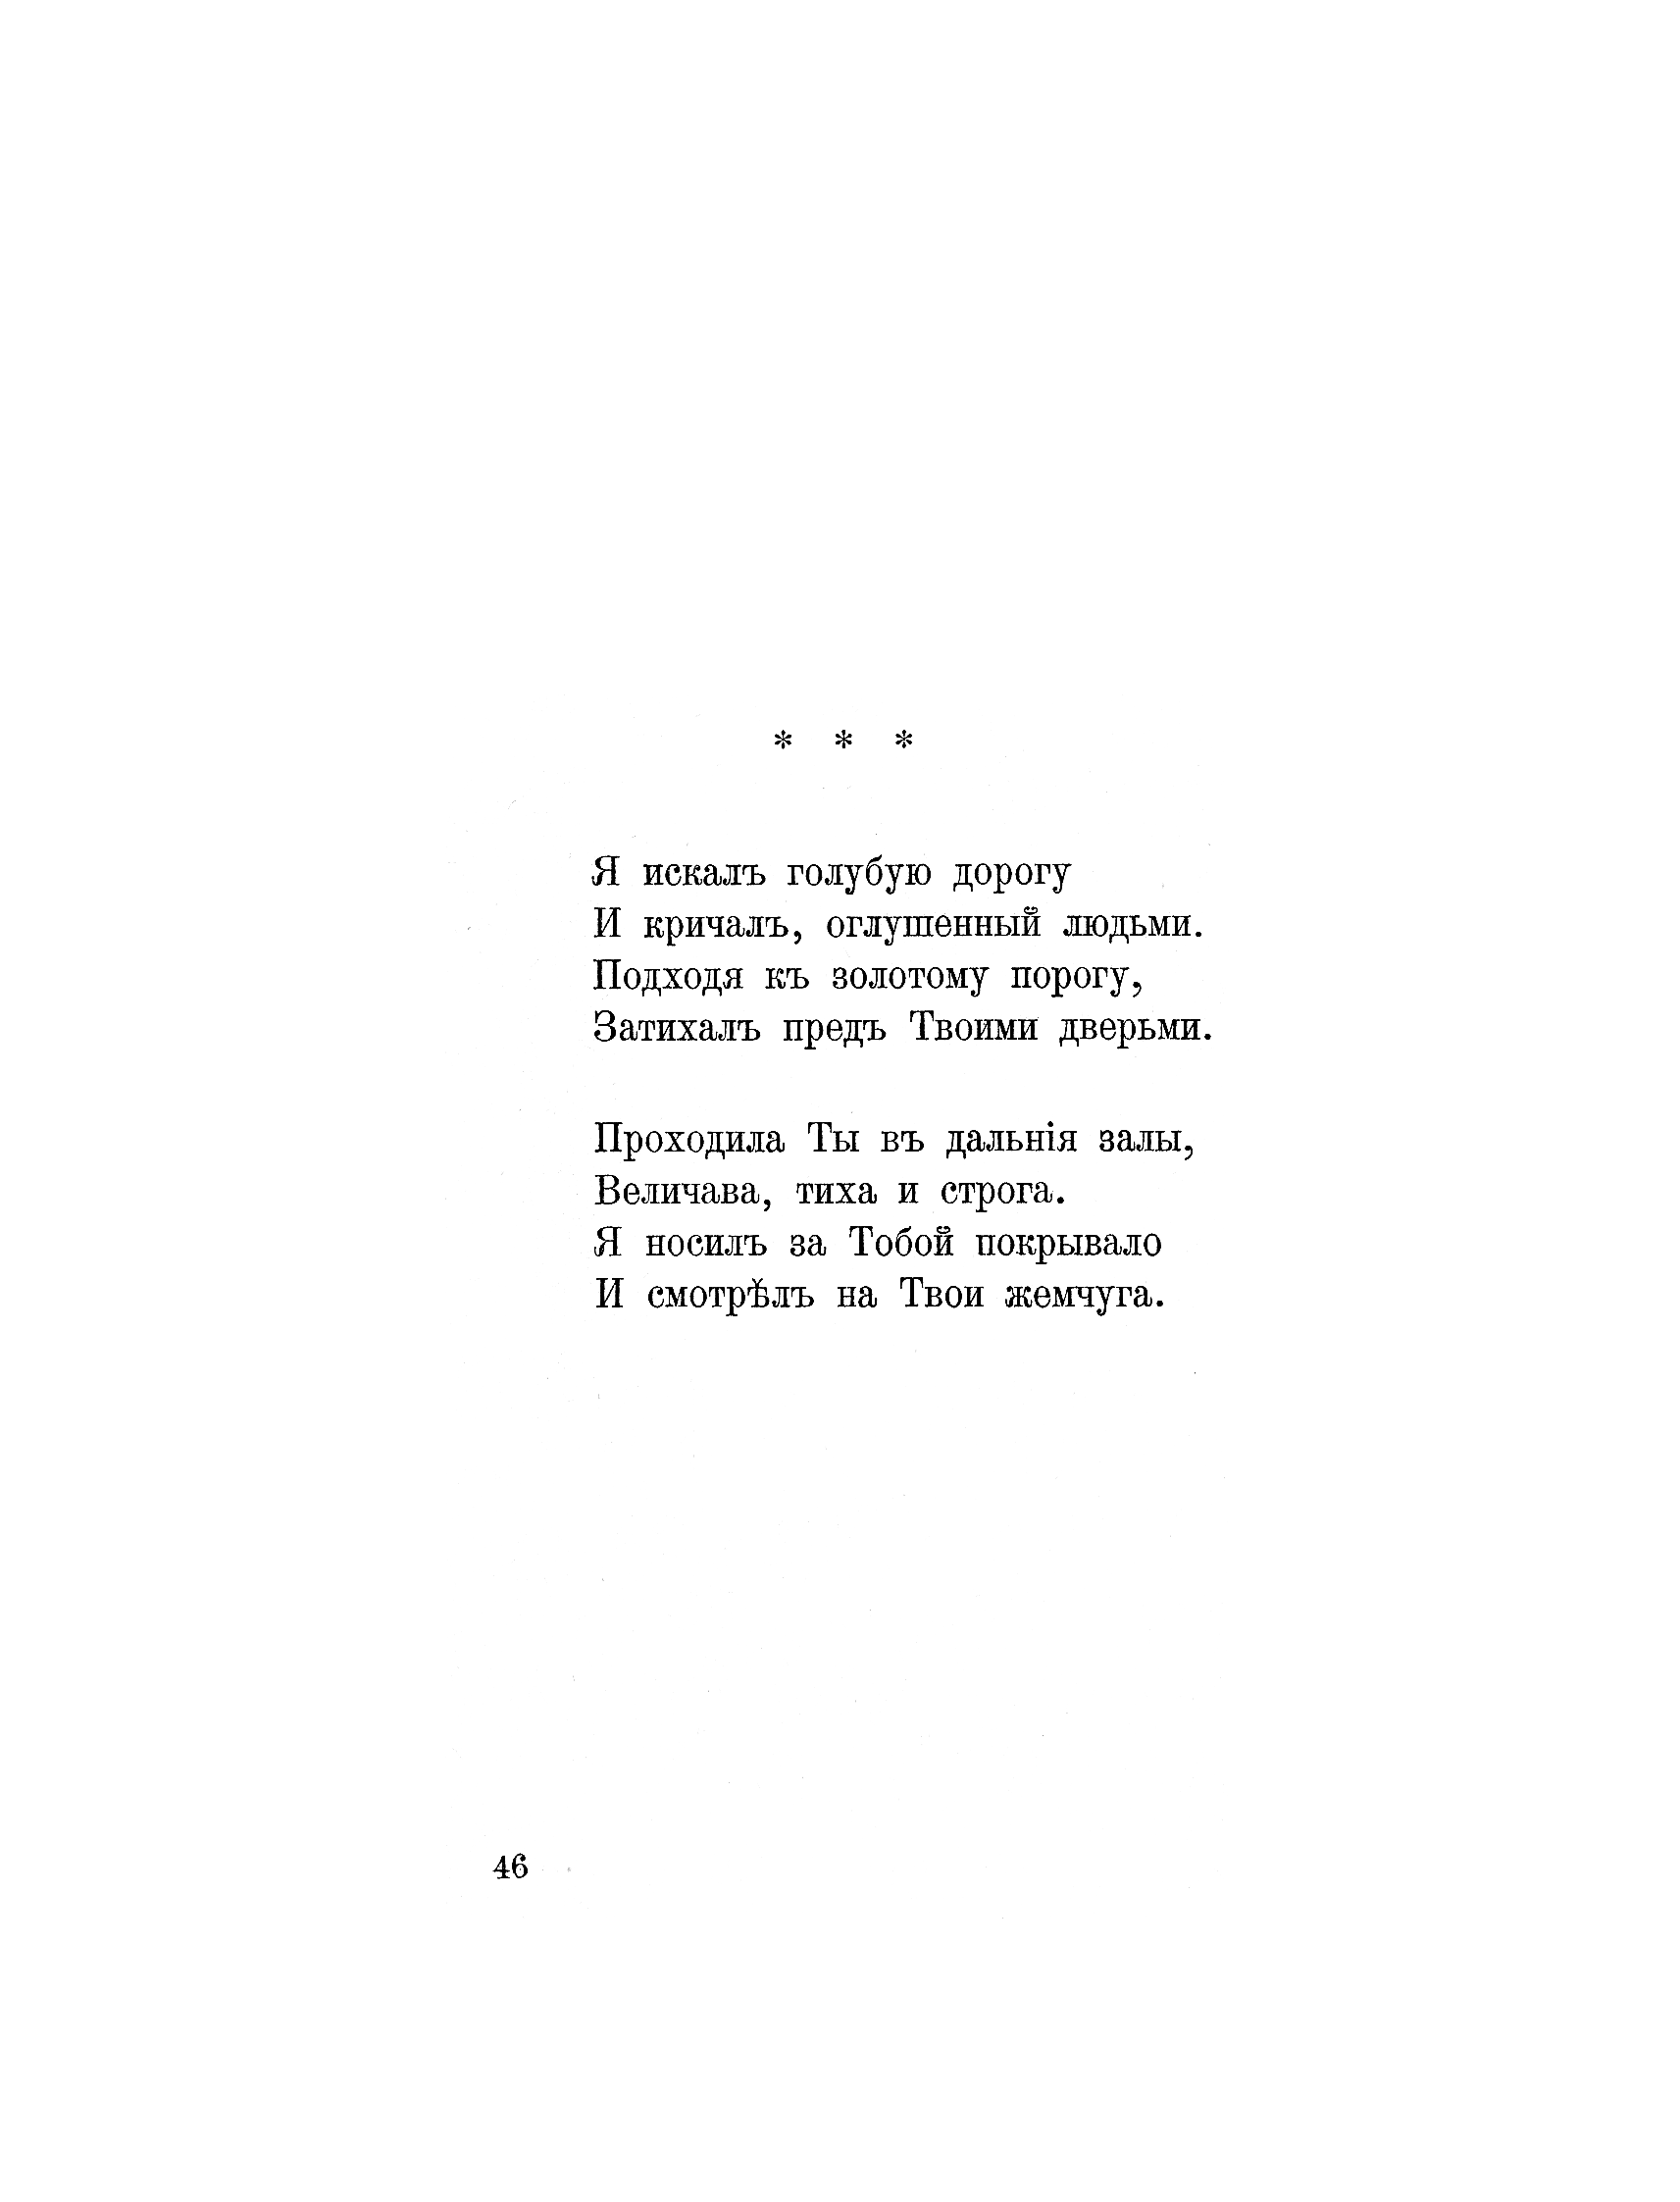 * * *
Я искалъ голубую дорогу
И кричалъ, оглушенный людьми.
Подходя къ золотому порогу,
Затихалъ предъ Твоими дверьми.
Проходила Ты въ дальнія залы,
Величава, тиха и строга.
Я носилъ за Тобой покрывало
И смотрѣлъ на Твои жемчуга.
46